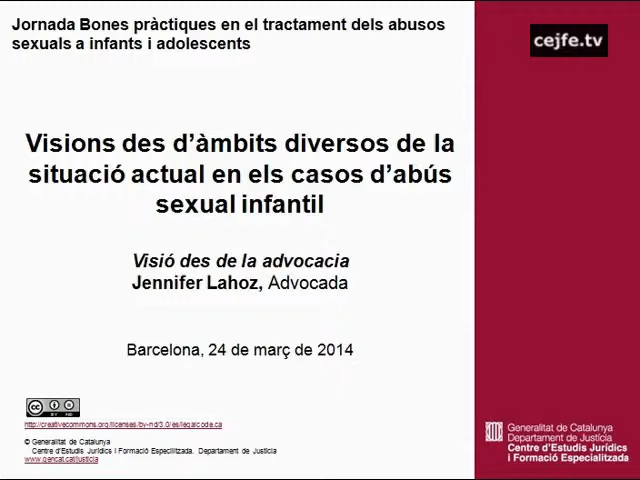 Jornada Bones pràctiques en el tractament dels abusos
sexuals a infants i adolescents
cejfe.tv
Visions des d'àmbits diversos de la
situació actual en els casos d'abús
sexual infantil
Visió des de la advocacia
Jennifer Lahoz, Advocada
Barcelona, 24 de març de 2014
cc
BY ND
http://creativecommons.org/licenses/by-nd/3.0/es/legalcode.ca
© Generalitat de Catalunya
Centre d'Estudis Jurídics i Formació Especialitzada. Departament de Justícia
www.gencat.cat/justicia
Generalitat de Catalunya
Departament de Justícia
Centre d'Estudis Jurídics
i Formació Especialitzada